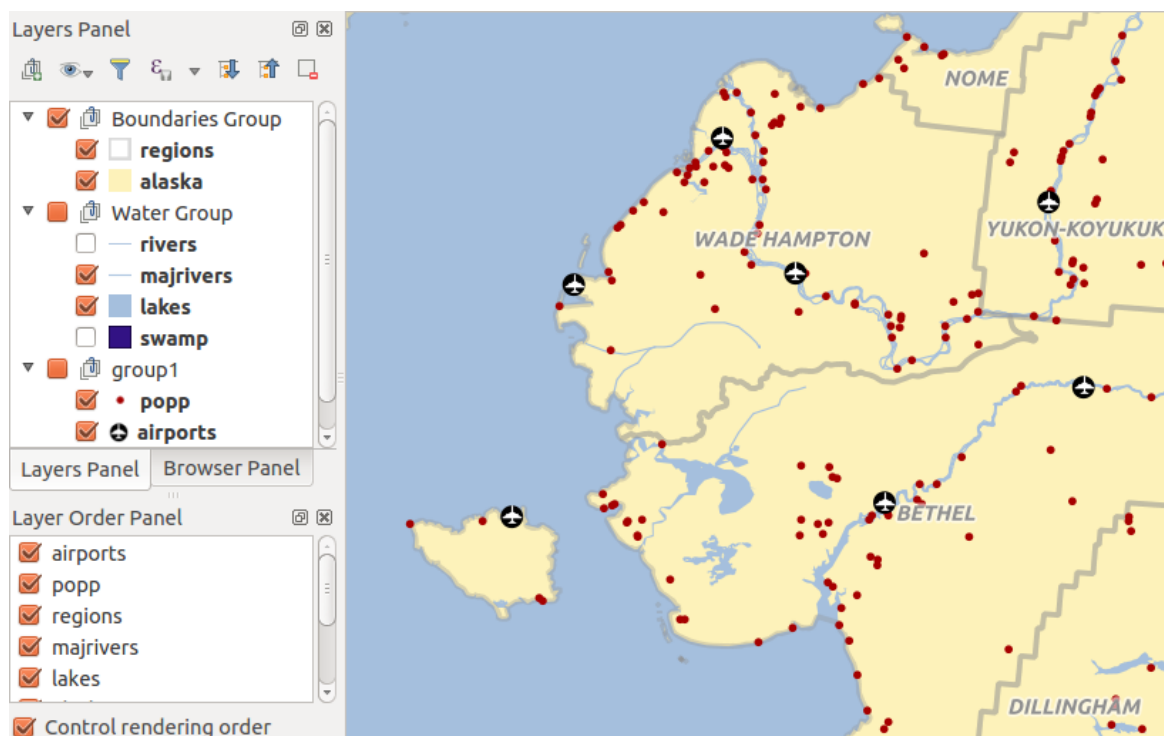 Layers Panel
Boundaries Group
regions
alaska
Water Group
rivers
majrivers
lakes
swamp
group1
popp
airports
Layers Panel Browser Panel
Layer Order Panel
airports
popp
regions
majrivers
lakes
Control rendering order
NOME
YUKON-KOYUKUK
WADE HAMPTON
BETHEL
DILLINGHAM